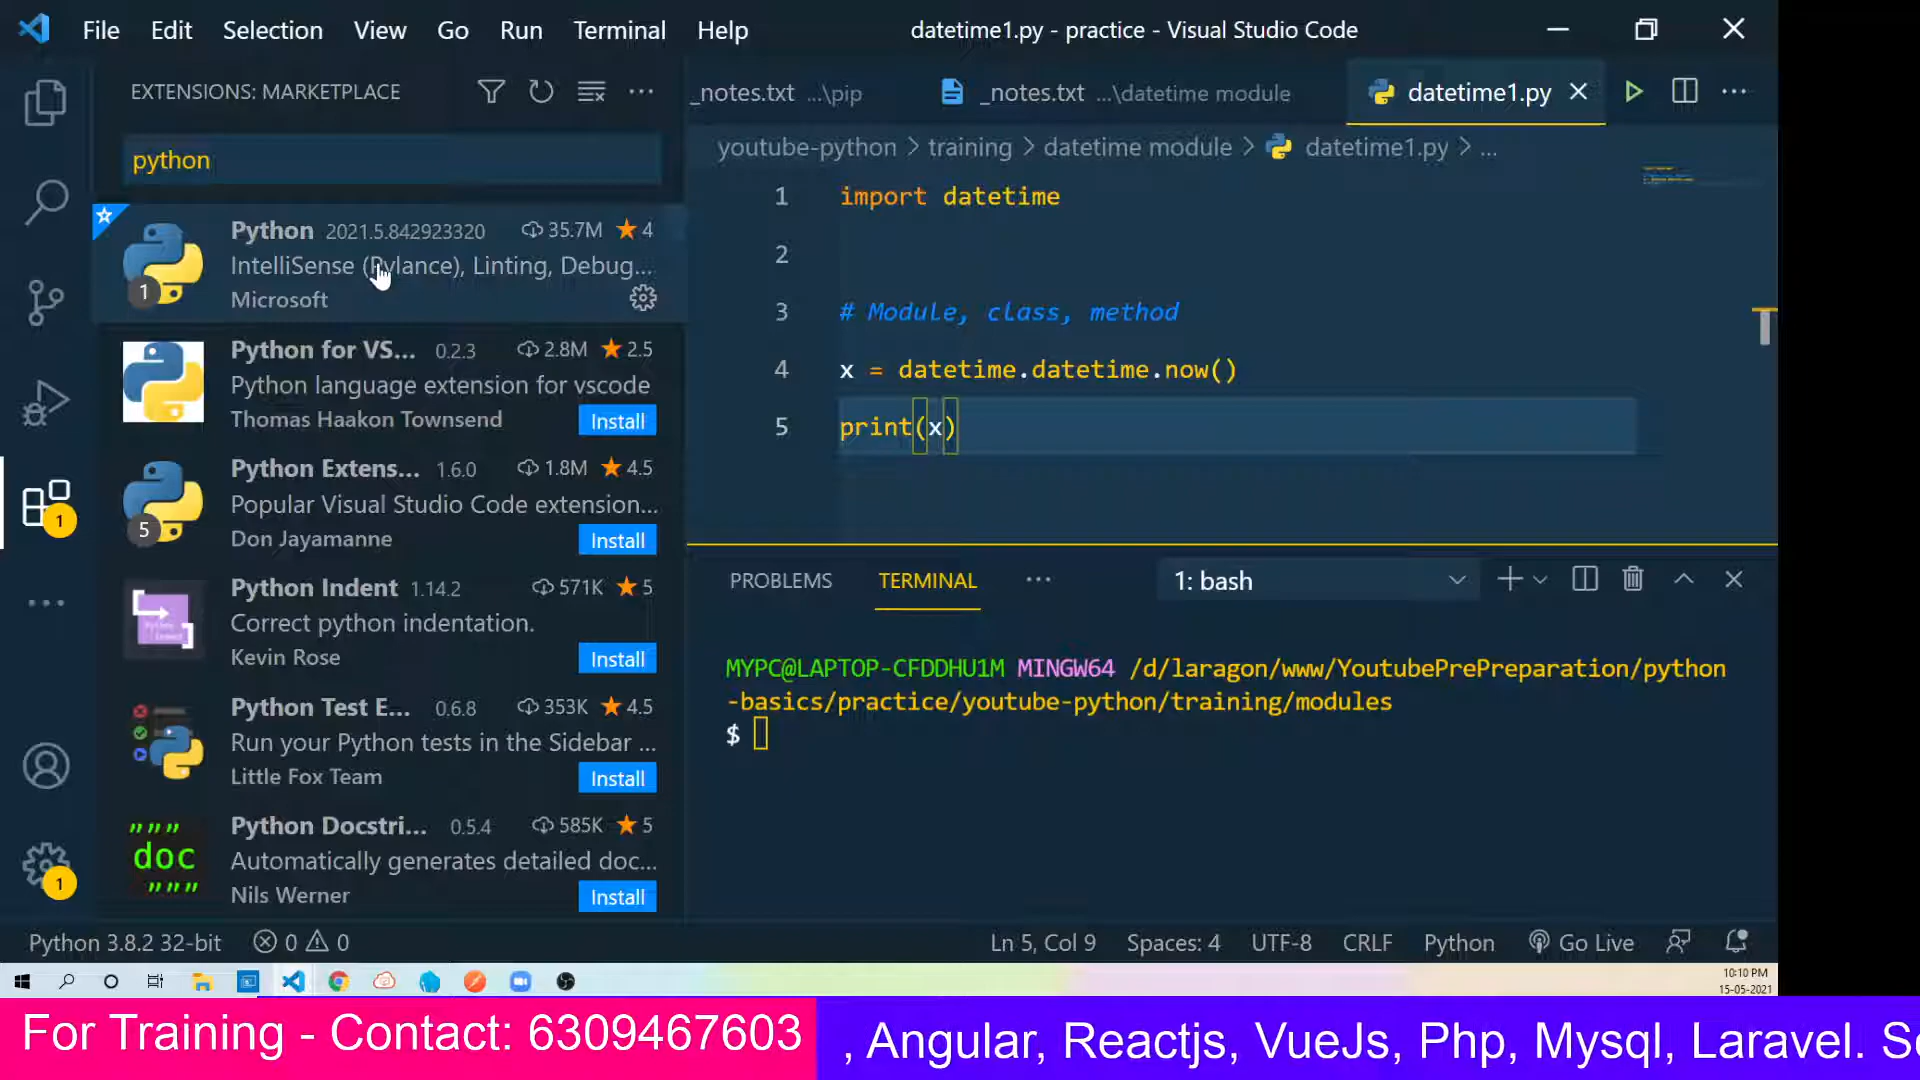 File Edit Selection View Go Run Terminal Help datetime1.py - practice - Visual Studio Code
EXTENSIONS: MARKETPLACE
python
Python 2021.5.842923320 35.7M 4
IntelliSense (Pylance), Linting, Debug...
Microsoft
1
Python for VS... 0.2.3 2.8M 2.5
Python language extension for vscode
Thomas Haakon Townsend Install
Python Extens... 1.6.0 1.8M 4.5
Popular Visual Studio Code extension...
Don Jayamanne Install
5
Python Indent 1.14.2 571K 5
Correct python indentation.
Kevin Rose Install
Python Test E... 0.6.8 353K 4.5
Run your Python tests in the Sidebar ...
Little Fox Team Install
Python Docstri... 0.5.4 585K 5
Automatically generates detailed doc...
Nils Werner Install
""" doc """
1
1
_notes.txt ...\pip _notes.txt ...\datetime module datetime1.py
youtube-python > training > datetime module > datetime1.py > ...
1 import datetime
2
3 # Module, class, method
4 x = datetime.datetime.now()
5 print(x)
PROBLEMS TERMINAL ... 1: bash
MYPC@LAPTOP-CFDDHU1M MINGW64 /d/laragon/www/YoutubePrePreparation/python
-basics/practice/youtube-python/training/modules
$
Python 3.8.2 32-bit 0 0 Ln 5, Col 9 Spaces: 4 UTF-8 CRLF Python Go Live
10:10 PM
15-05-2021
For Training - Contact: 6309467603 , Angular, Reactjs, VueJs, Php, Mysql, Laravel. S